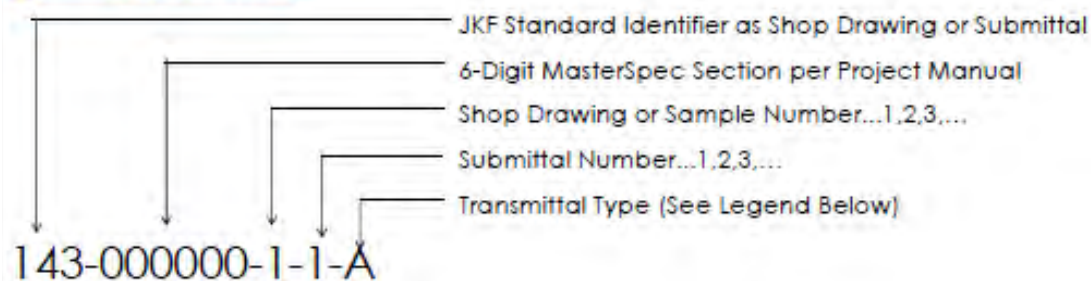 JKF Standard Identifier as Shop Drawing or Submittal
6-Digit MasterSpec Section per Project Manual
Shop Drawing or Sample Number...1,2,3,...
Submittal Number...1,2,3,...
Transmittal Type (See Legend Below)
143-000000-1-1-A